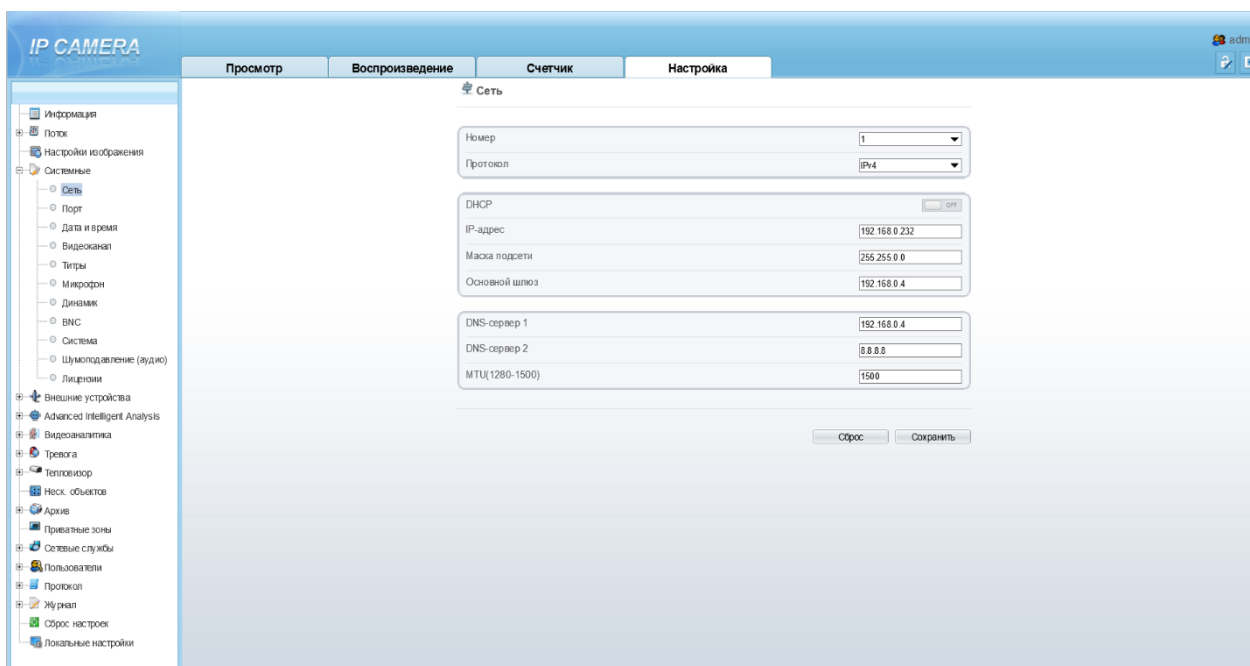 IP CAMERA
adm
Просмотр
Воспроизведение
Счетчик
Настройка
Информация
Поток
Настройки изображения
Системные
Сеть
Порт
Дата и время
Видеоканал
Титры
Микрофон
Динамик
BNC
Система
Шумоподавление (аудио)
Лицензии
Внешние устройства
Advanced Intelligent Analysis
Видеоаналитика
Тревога
Тепловизор
Неск. объектов
Архив
Приватные зоны
Сетевые службы
Пользователи
Протокол
Журнал
Сброс настроек
Локальные настройки
Сеть
Номер 1
Протокол IPv4
DHCP OFF
IP-адрес 192.168.0.232
Маска подсети 255.255.0.0
Основной шлюз 192.168.0.4
DNS-сервер 1 192.168.0.4
DNS-сервер 2 8.8.8.8
MTU(1280-1500) 1500
Сброс Сохранить